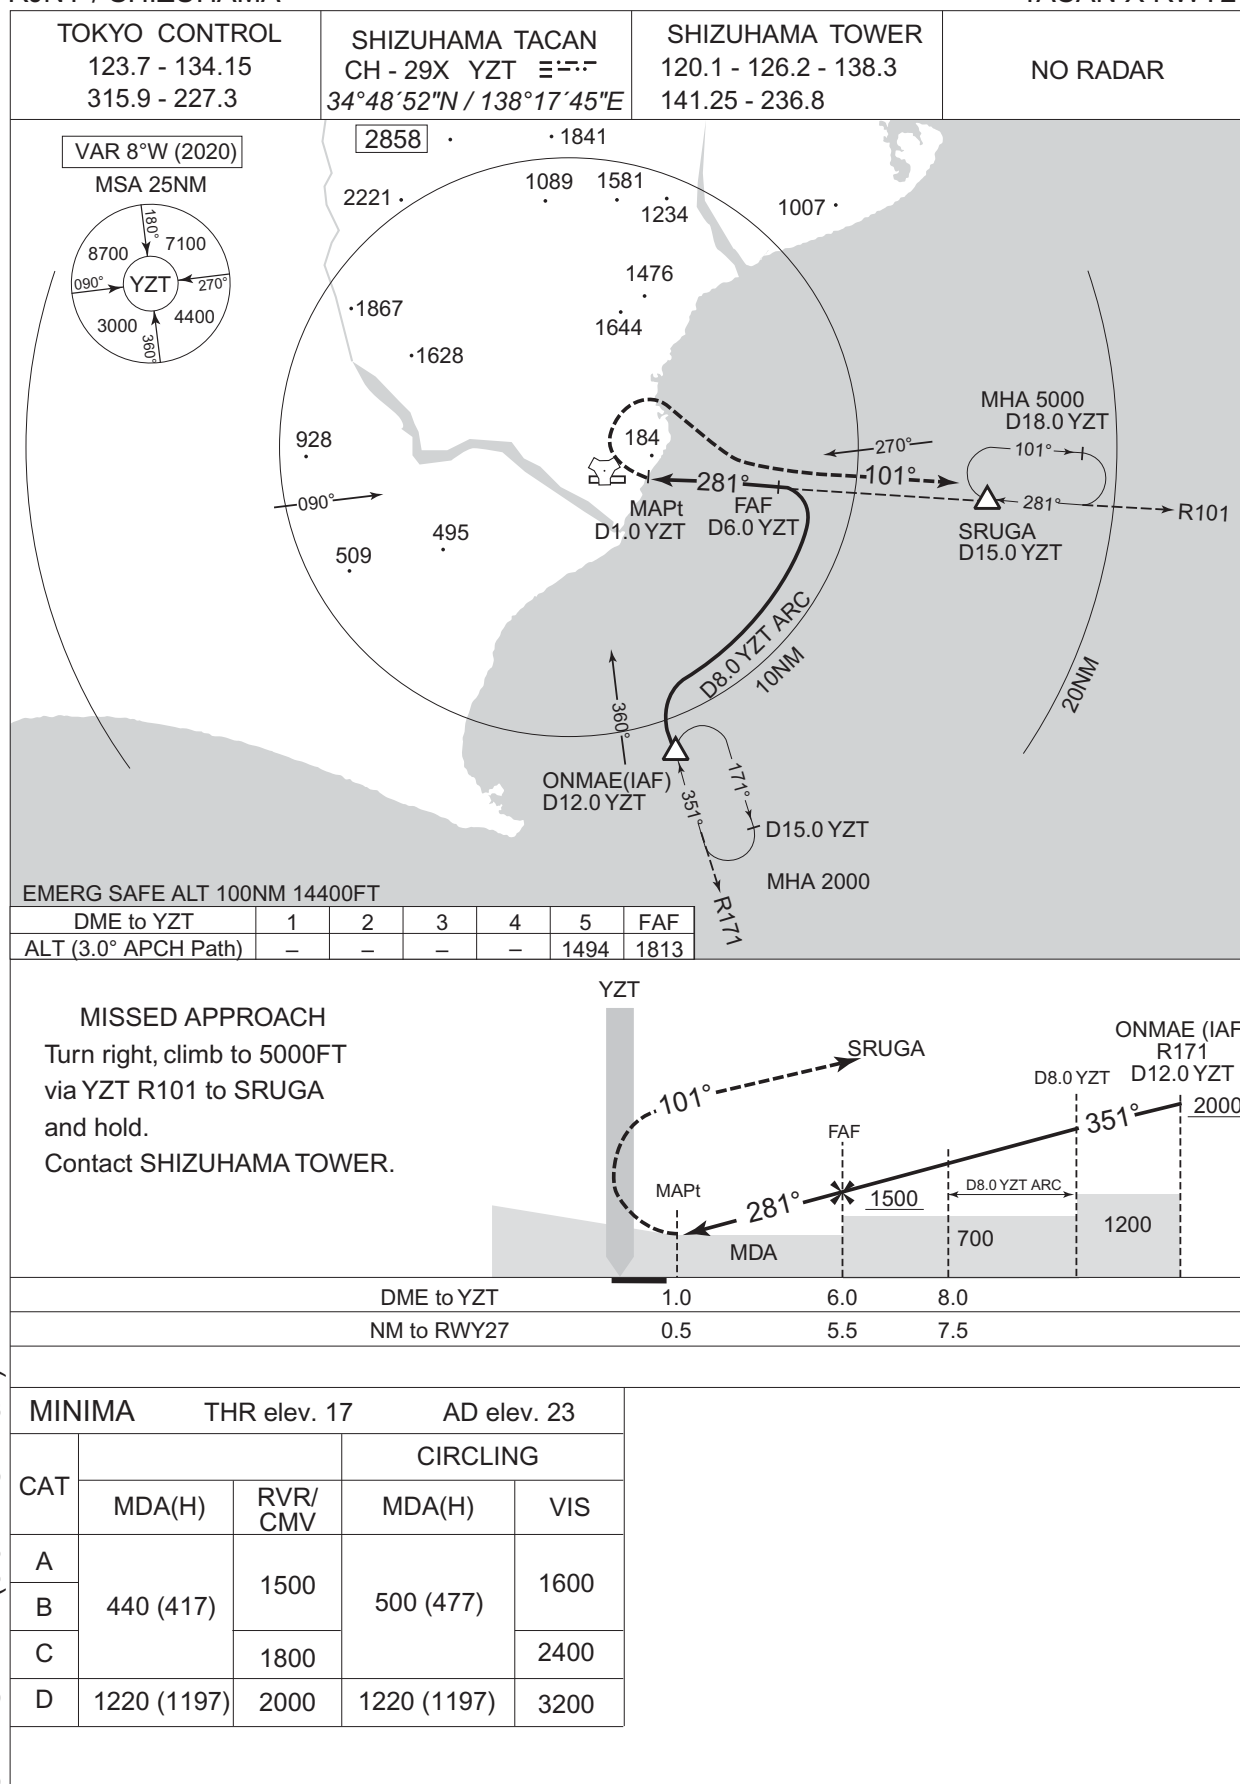 TOKYO CONTROL
123.7 - 134.15
315.9 - 227.3
SHIZUHAMA TACAN
CH - 29X YZT
34°48´52"N / 138°17´45"E
SHIZUHAMA TOWER
120.1 - 126.2 - 138.3
141.25 - 236.8
NO RADAR
VAR 8°W (2020)
MSA 25NM
180°
8700
7100
090°
YZT
270°
3000
4400
360°
2858
1841
2221
1089
1581
1234
1007
1476
1644
1867
1628
928
184
090°
495
509
270°
281°
101°
MAPt
D1.0 YZT
FAF
D6.0 YZT
MHA 5000
D18.0 YZT
101°
281°
R101
SRUGA
D15.0 YZT
D8.0 YZT ARC
10NM
20NM
360°
ONMAE(IAF)
D12.0 YZT
171°
351°
D15.0 YZT
MHA 2000
R171
EMERG SAFE ALT 100NM 14400FT
DME to YZT 1 2 3 4 5 FAF
ALT (3.0° APCH Path) – – – – 1494 1813
MISSED APPROACH
Turn right, climb to 5000FT
via YZT R101 to SRUGA
and hold.
Contact SHIZUHAMA TOWER.
YZT
SRUGA
101°
MAPt
281°
MDA
FAF
1500
D8.0 YZT ARC
700
D8.0 YZT
351°
1200
ONMAE (IAF
R171
D12.0 YZT
2000
DME to YZT 1.0 6.0 8.0
NM to RWY27 0.5 5.5 7.5
MINIMA THR elev. 17 AD elev. 23
CAT
CIRCLING
MDA(H)
RVR/
CMV
MDA(H)
VIS
A
B
C
D
440 (417)
1500
500 (477)
1600
1800
2400
1220 (1197)
2000
1220 (1197)
3200